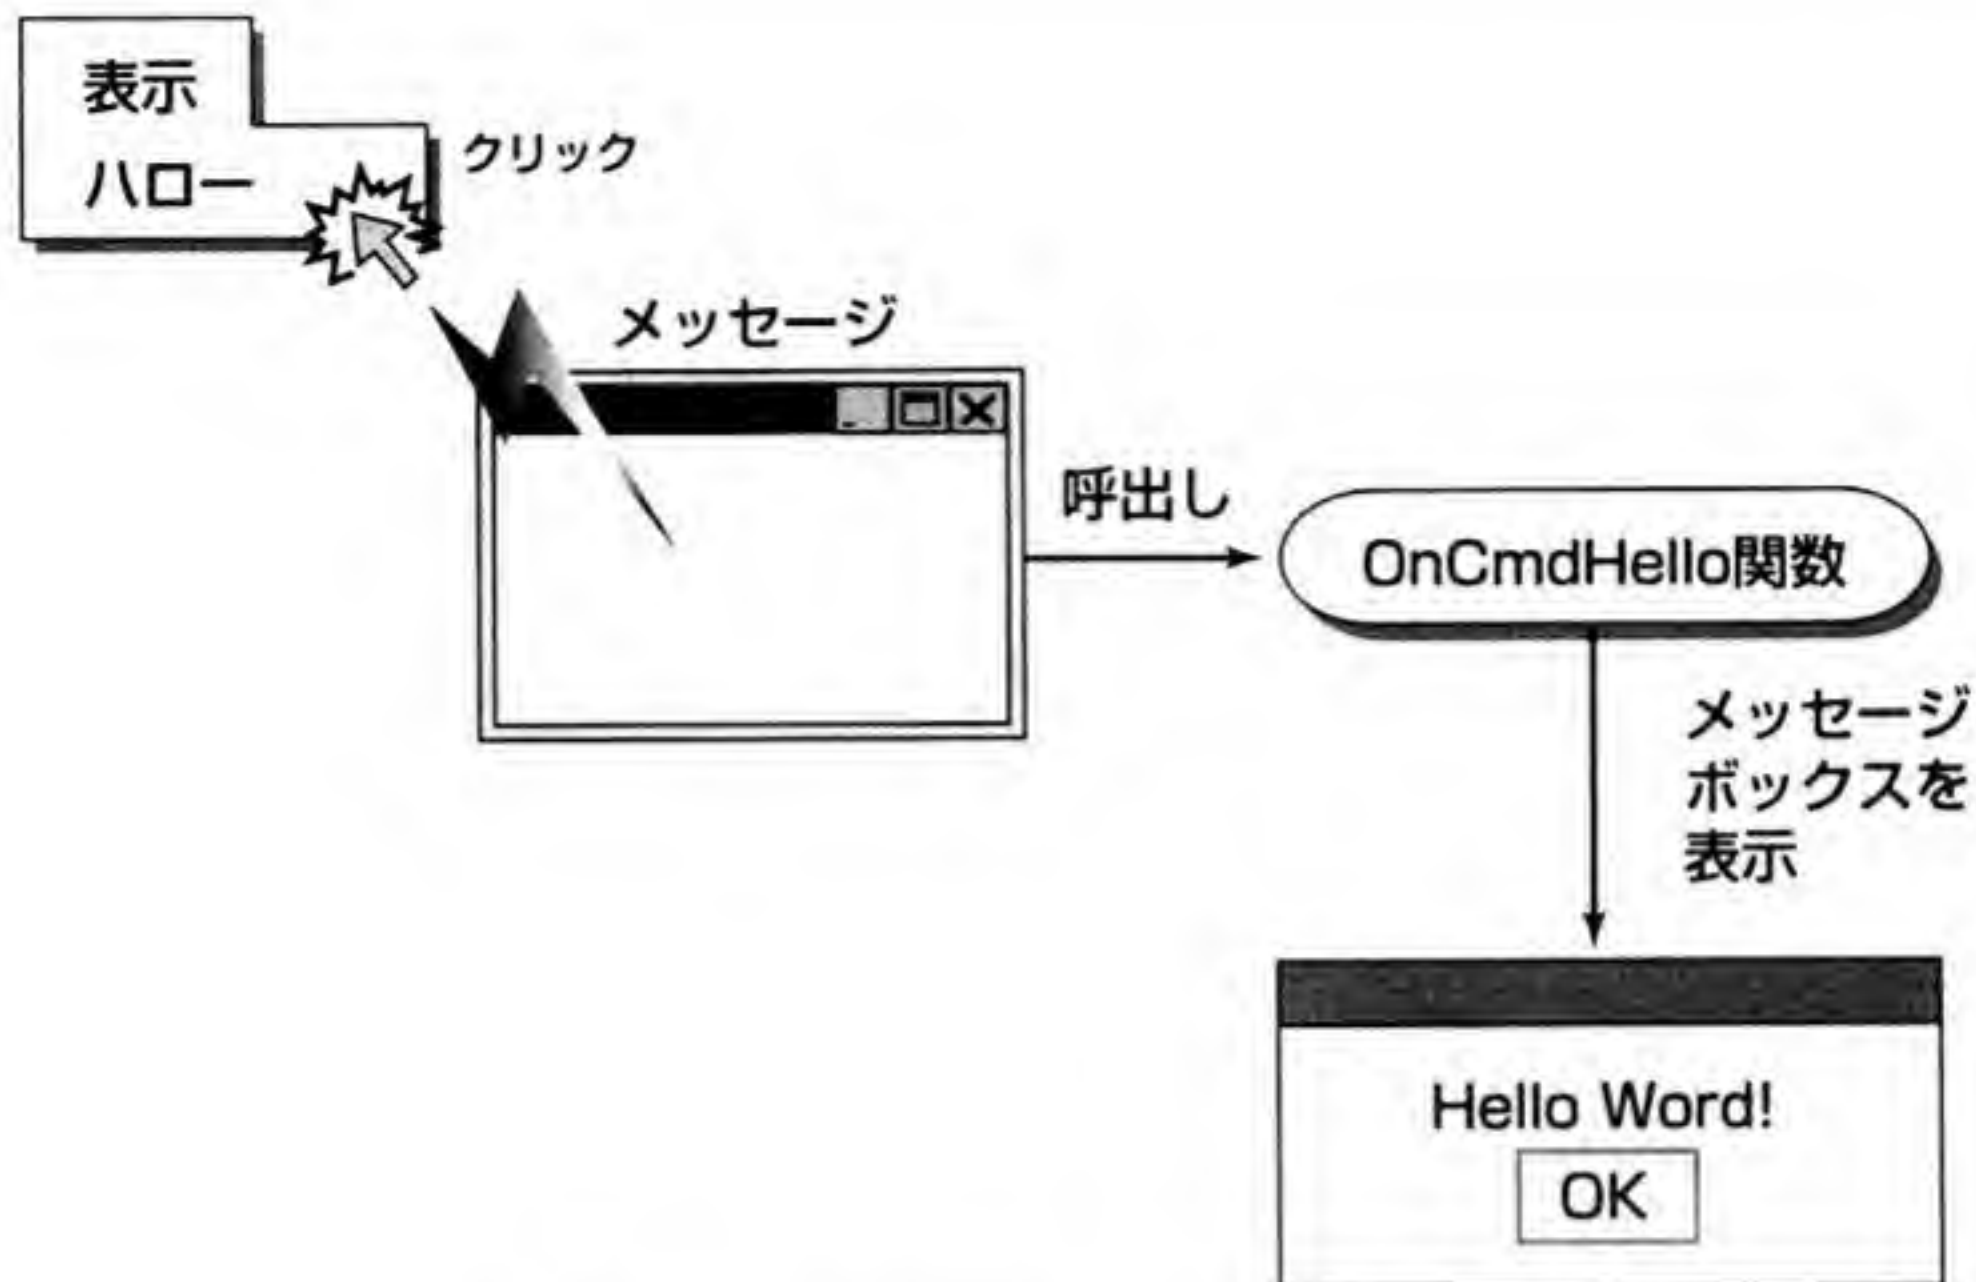 表示
ハロー
クリック
メッセージ
呼出し
OnCmdHello関数
メッセージ
ボックスを
表示
Hello Word!
OK